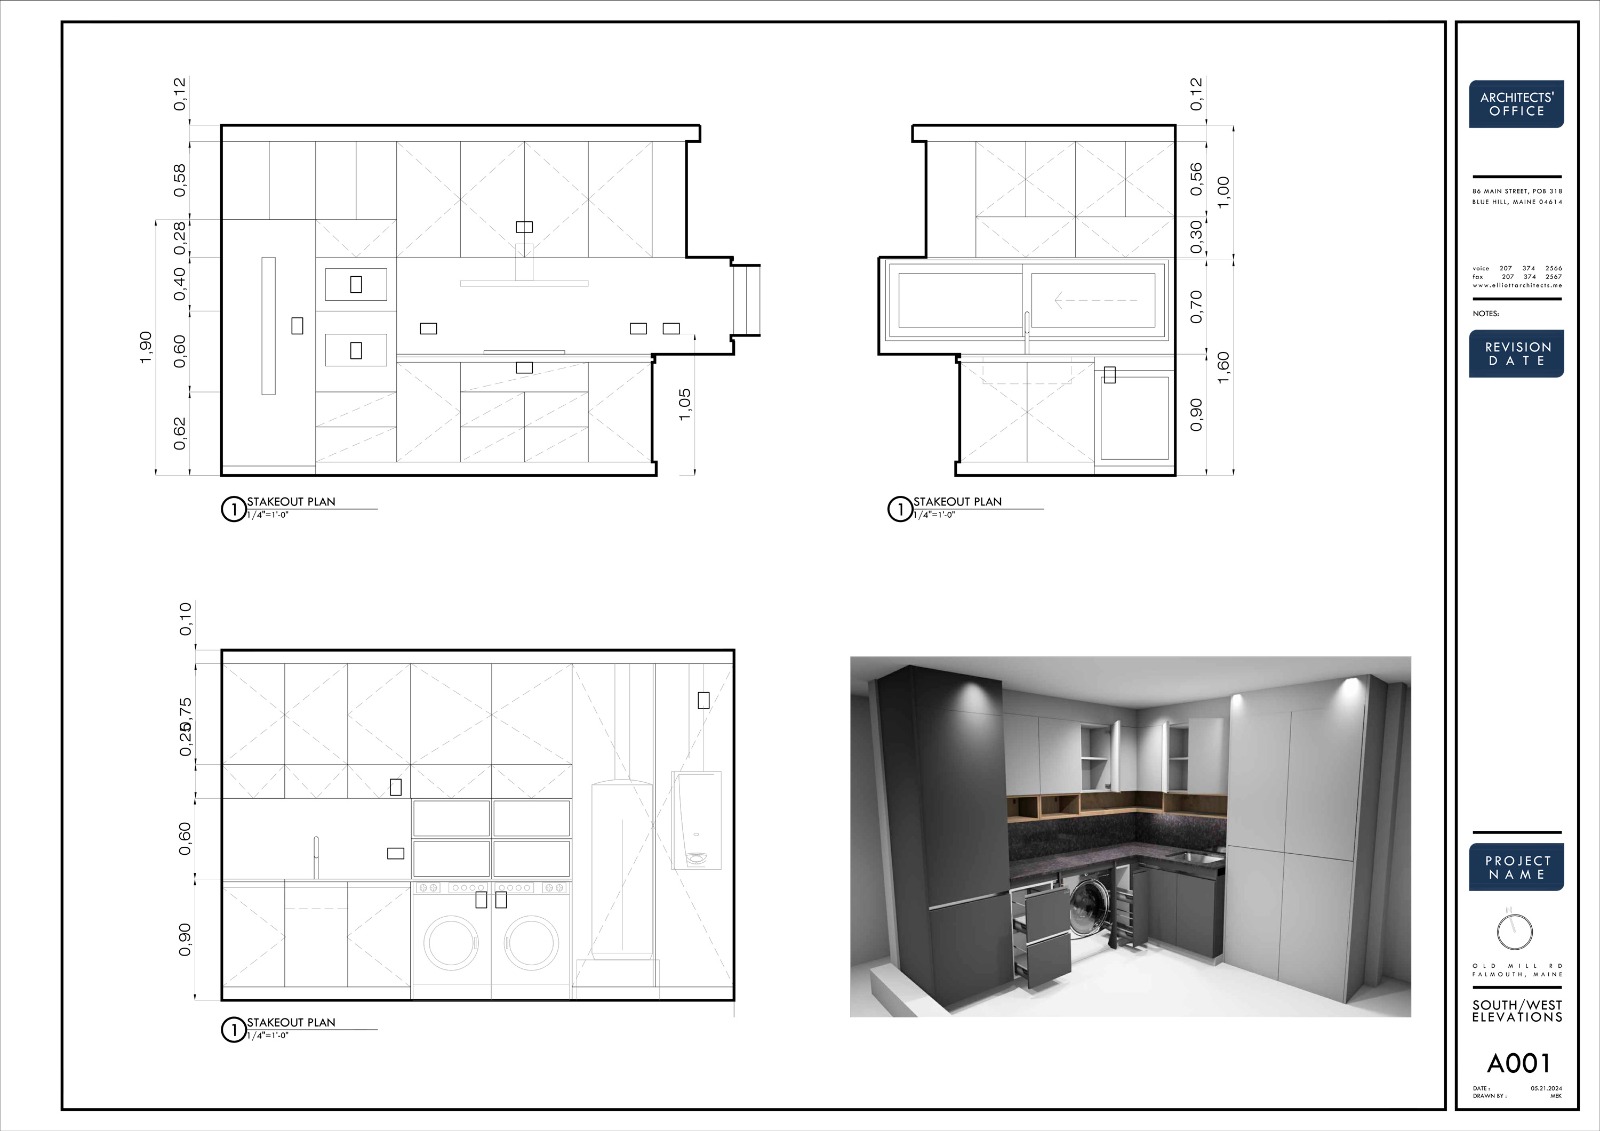 0,12
0,58
0,28
0,40
0,60
0,62
1,90
1,05
1
STAKEOUT PLAN
1/4"=1'-0"
0,12
0,56
0,30
0,70
0,90
1,00
1,60
1
STAKEOUT PLAN
1/4"=1'-0"
0,10
0,75
0,25
0,60
0,90
1
STAKEOUT PLAN
1/4"=1'-0"
ARCHITECTS'
OFFICE
86 MAIN STREET, POB 318
BLUE HILL, MAINE 04614
voice 207 374 2566
fax 207 374 2567
www.elliottarchitects.me
NOTES:
REVISION
DATE
PROJECT
NAME
OLD MILL RD
FALMOUTH, MAINE
SOUTH/WEST
ELEVATIONS
A001
DATE : 05.21.2024
DRAWN BY : MEK